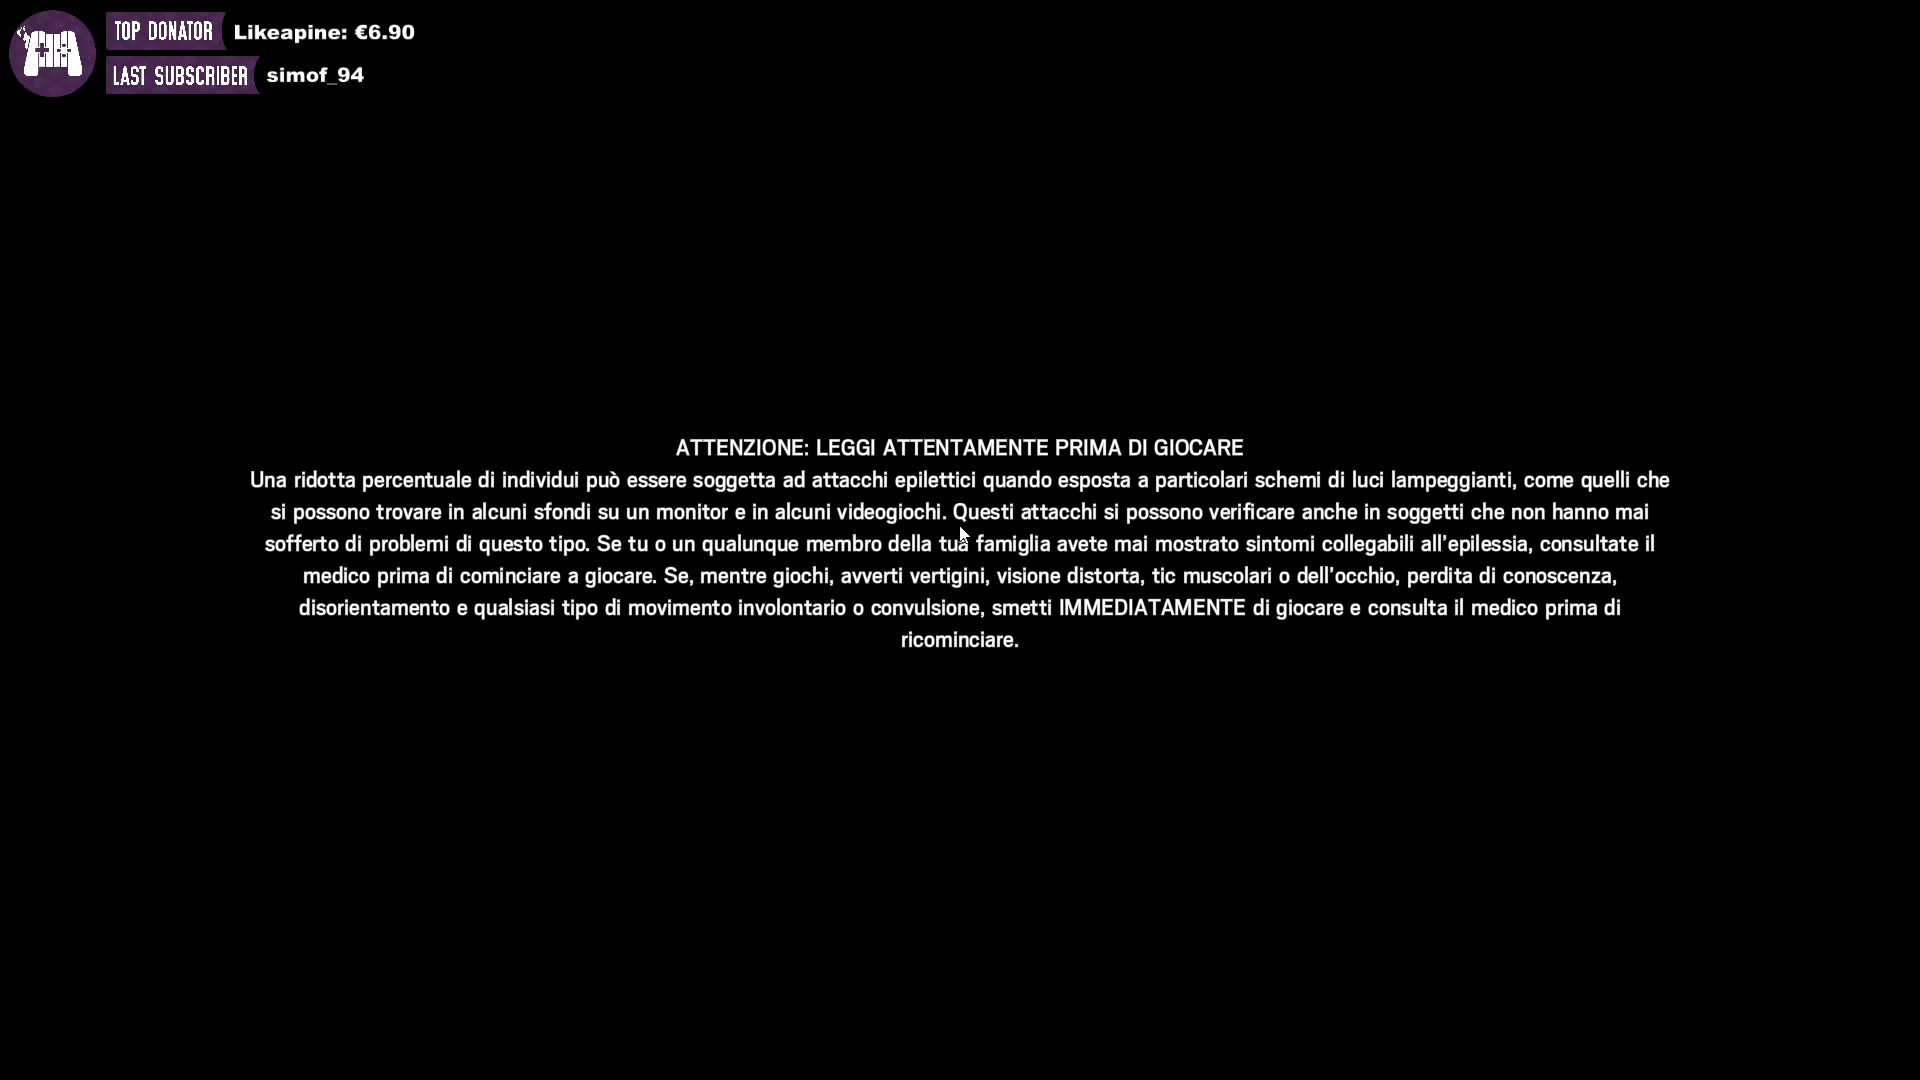 TOP DONATOR Likeapine: €6.90
LAST SUBSCRIBER simof_94
ATTENZIONE: LEGGI ATTENTAMENTE PRIMA DI GIOCARE
Una ridotta percentuale di individui può essere soggetta ad attacchi epilettici quando esposta a particolari schemi di luci lampeggianti, come quelli che
si possono trovare in alcuni sfondi su un monitor e in alcuni videogiochi. Questi attacchi si possono verificare anche in soggetti che non hanno mai
sofferto di problemi di questo tipo. Se tu o un qualunque membro della tua famiglia avete mai mostrato sintomi collegabili all’epilessia, consultate il
medico prima di cominciare a giocare. Se, mentre giochi, avverti vertigini, visione distorta, tic muscolari o dell’occhio, perdita di conoscenza,
disorientamento e qualsiasi tipo di movimento involontario o convulsione, smetti IMMEDIATAMENTE di giocare e consulta il medico prima di
ricominciare.